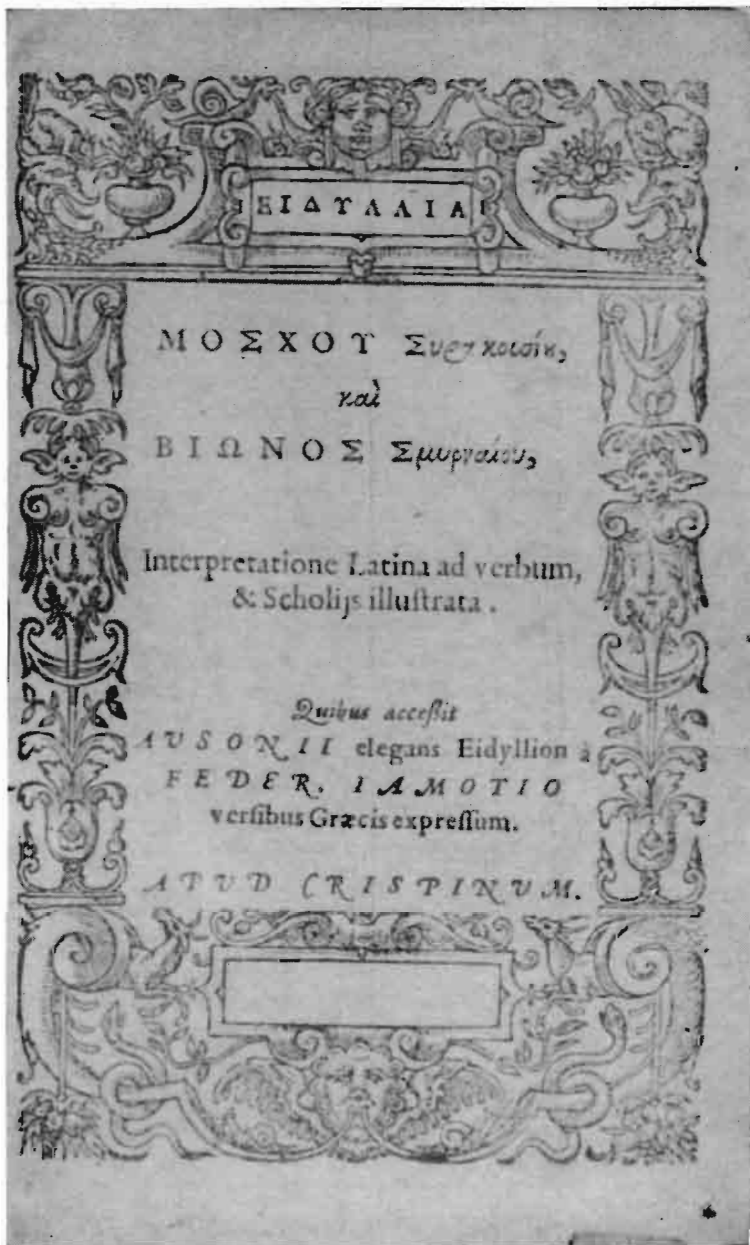 ΕΙΔΥΛΛΙΑ
ΜΟΣΧΟΥ Συρακουσίου,
καὶ
ΒΙΩΝΟΣ Σμυρναίου,
Interpretatione Latina ad verbum,
& Scholijs illuſtrata.
Quibus acceſſit
AVSONII elegans Eidyllion à
FEDER. IAMOTIO
verſibus Græcis expreſſum.
APVD CRISPINVM.